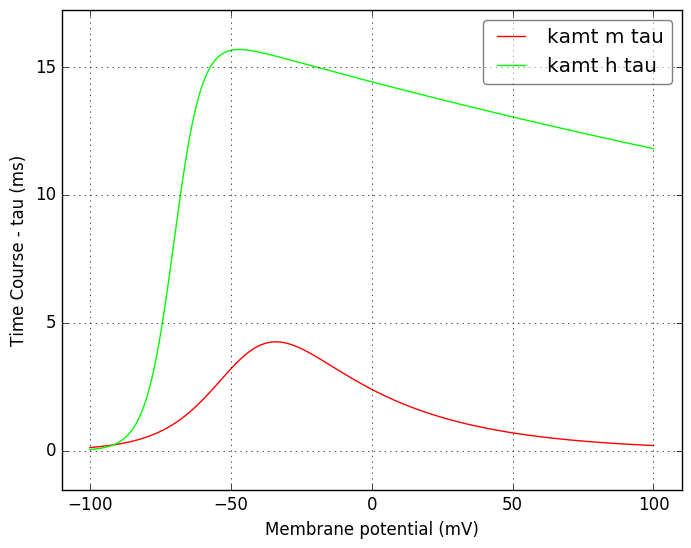 kamt m tau
kamt h tau
15
10
5
0
Time Course - tau (ms)
−100
−50
0
50
100
Membrane potential (mV)